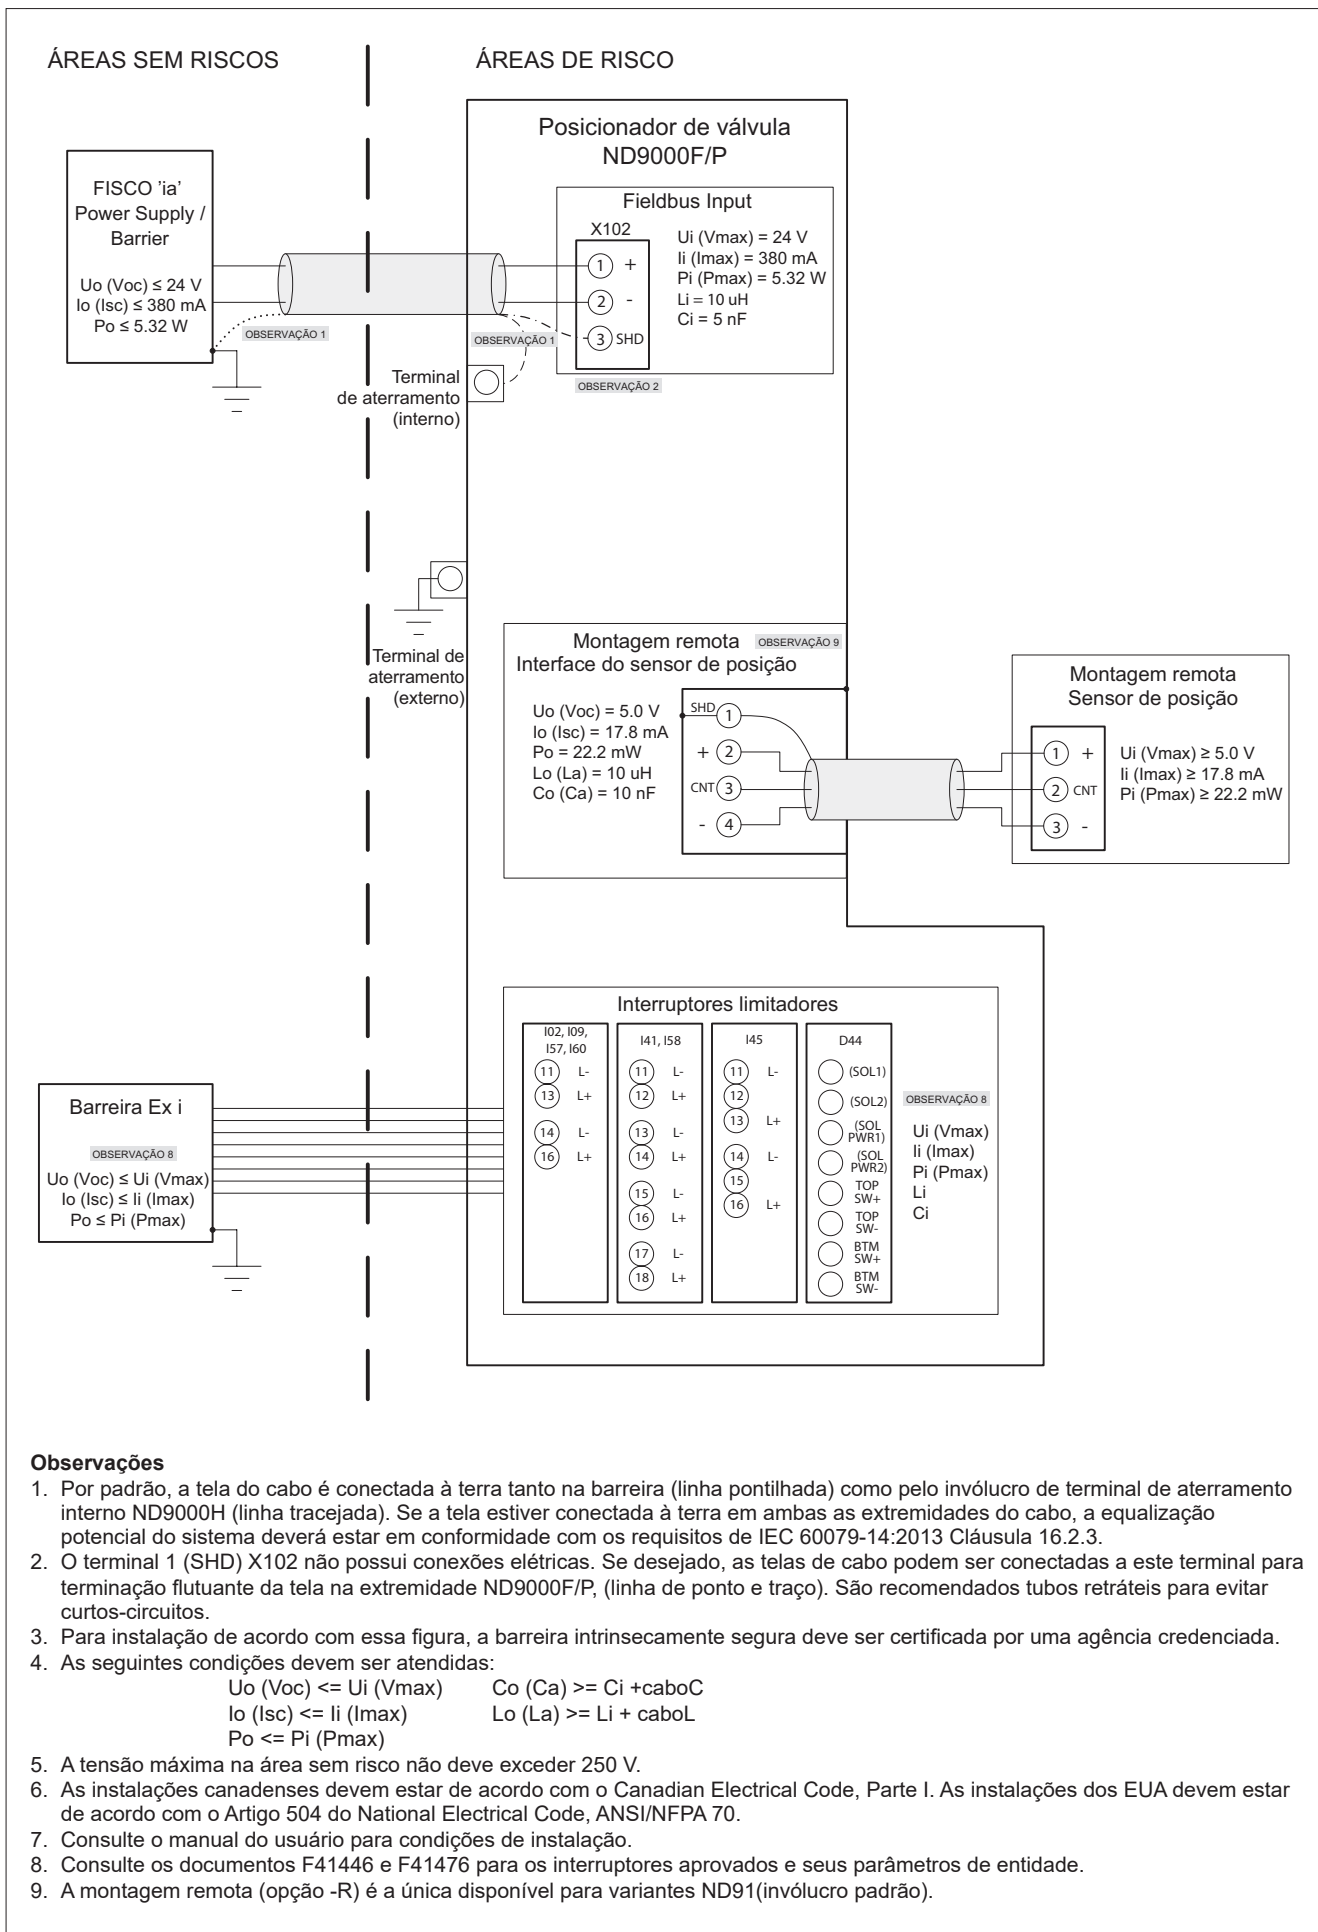 ÁREAS SEM RISCOS
ÁREAS DE RISCO
Posicionador de válvula
ND9000F/P
FISCO ’ia’
Power Supply /
Barrier
Uo (Voc) ≤ 24 V
Io (Isc) ≤ 380 mA
Po ≤ 5.32 W
OBSERVAÇÃO 1
Fieldbus Input
X102
1 +
2 -
3 SHD
Ui (Vmax) = 24 V
Ii (Imax) = 380 mA
Pi (Pmax) = 5.32 W
Li = 10 uH
Ci = 5 nF
OBSERVAÇÃO 1
OBSERVAÇÃO 2
Terminal
de aterramento
(interno)
Terminal de
aterramento
(externo)
Montagem remota OBSERVAÇÃO 9
Interface do sensor de posição
Uo (Voc) = 5.0 V
Io (Isc) = 17.8 mA
Po = 22.2 mW
Lo (La) = 10 uH
Co (Ca) = 10 nF
SHD 1
+ 2
CNT 3
- 4
Montagem remota
Sensor de posição
1 +
2 CNT
3 -
Ui (Vmax) ≥ 5.0 V
Ii (Imax) ≥ 17.8 mA
Pi (Pmax) ≥ 22.2 mW
Barreira Ex i
OBSERVAÇÃO 8
Uo (Voc) ≤ Ui (Vmax)
Io (Isc) ≤ Ii (Imax)
Po ≤ Pi (Pmax)
Interruptores limitadores
I02, I09,
I57, I60
11 L-
13 L+
14 L-
16 L+
I41, I58
11 L-
12 L+
13 L-
14 L+
15 L-
16 L+
17 L-
18 L+
I45
11 L-
12
13 L+
14 L-
15
16 L+
D44
(SOL1)
(SOL2)
(SOL
PWR1)
(SOL
PWR2)
TOP
SW+
TOP
SW-
BTM
SW+
BTM
SW-
OBSERVAÇÃO 8
Ui (Vmax)
Ii (Imax)
Pi (Pmax)
Li
Ci
Observações
1. Por padrão, a tela do cabo é conectada à terra tanto na barreira (linha pontilhada) como pelo invólucro de terminal de aterramento
interno ND9000H (linha tracejada). Se a tela estiver conectada à terra em ambas as extremidades do cabo, a equalização
potencial do sistema deverá estar em conformidade com os requisitos de IEC 60079-14:2013 Cláusula 16.2.3.
2. O terminal 1 (SHD) X102 não possui conexões elétricas. Se desejado, as telas de cabo podem ser conectadas a este terminal para
terminação flutuante da tela na extremidade ND9000F/P, (linha de ponto e traço). São recomendados tubos retráteis para evitar
curtos-circuitos.
3. Para instalação de acordo com essa figura, a barreira intrinsecamente segura deve ser certificada por uma agência credenciada.
4. As seguintes condições devem ser atendidas:
Uo (Voc) <= Ui (Vmax) Co (Ca) >= Ci +caboC
Io (Isc) <= Ii (Imax) Lo (La) >= Li + caboL
Po <= Pi (Pmax)
5. A tensão máxima na área sem risco não deve exceder 250 V.
6. As instalações canadenses devem estar de acordo com o Canadian Electrical Code, Parte I. As instalações dos EUA devem estar
de acordo com o Artigo 504 do National Electrical Code, ANSI/NFPA 70.
7. Consulte o manual do usuário para condições de instalação.
8. Consulte os documentos F41446 e F41476 para os interruptores aprovados e seus parâmetros de entidade.
9. A montagem remota (opção -R) é a única disponível para variantes ND91(invólucro padrão).